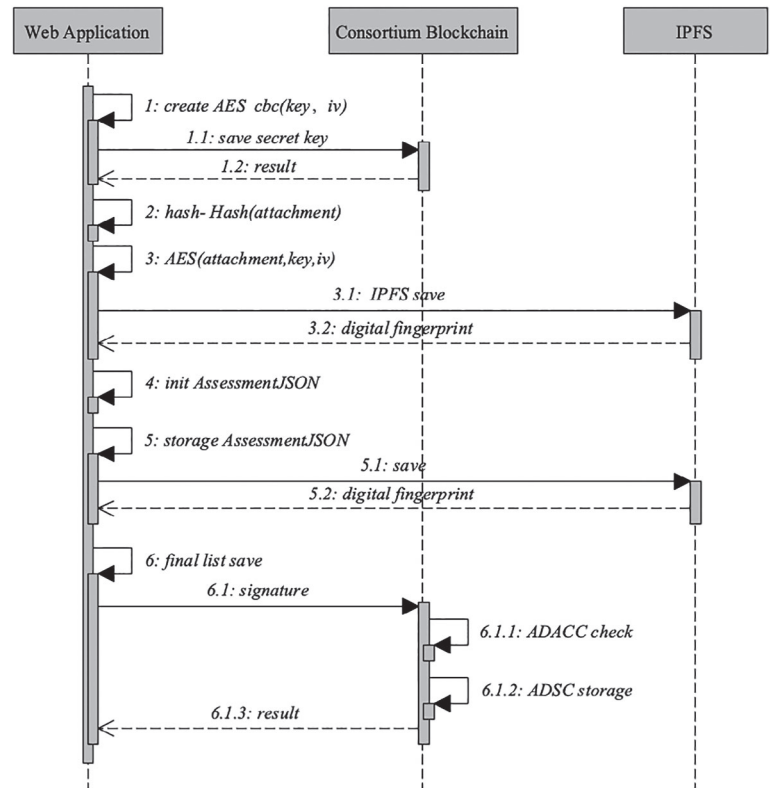 Web Application
Consortium Blockchain
IPFS
1: create AES cbc(key, iv)
1.1: save secret key
1.2: result
2: hash- Hash(attachment)
3: AES(attachment,key,iv)
3.1: IPFS save
3.2: digital fingerprint
4: init AssessmentJSON
5: storage AssessmentJSON
5.1: save
5.2: digital fingerprint
6: final list save
6.1: signature
6.1.1: ADACC check
6.1.2: ADSC storage
6.1.3: result